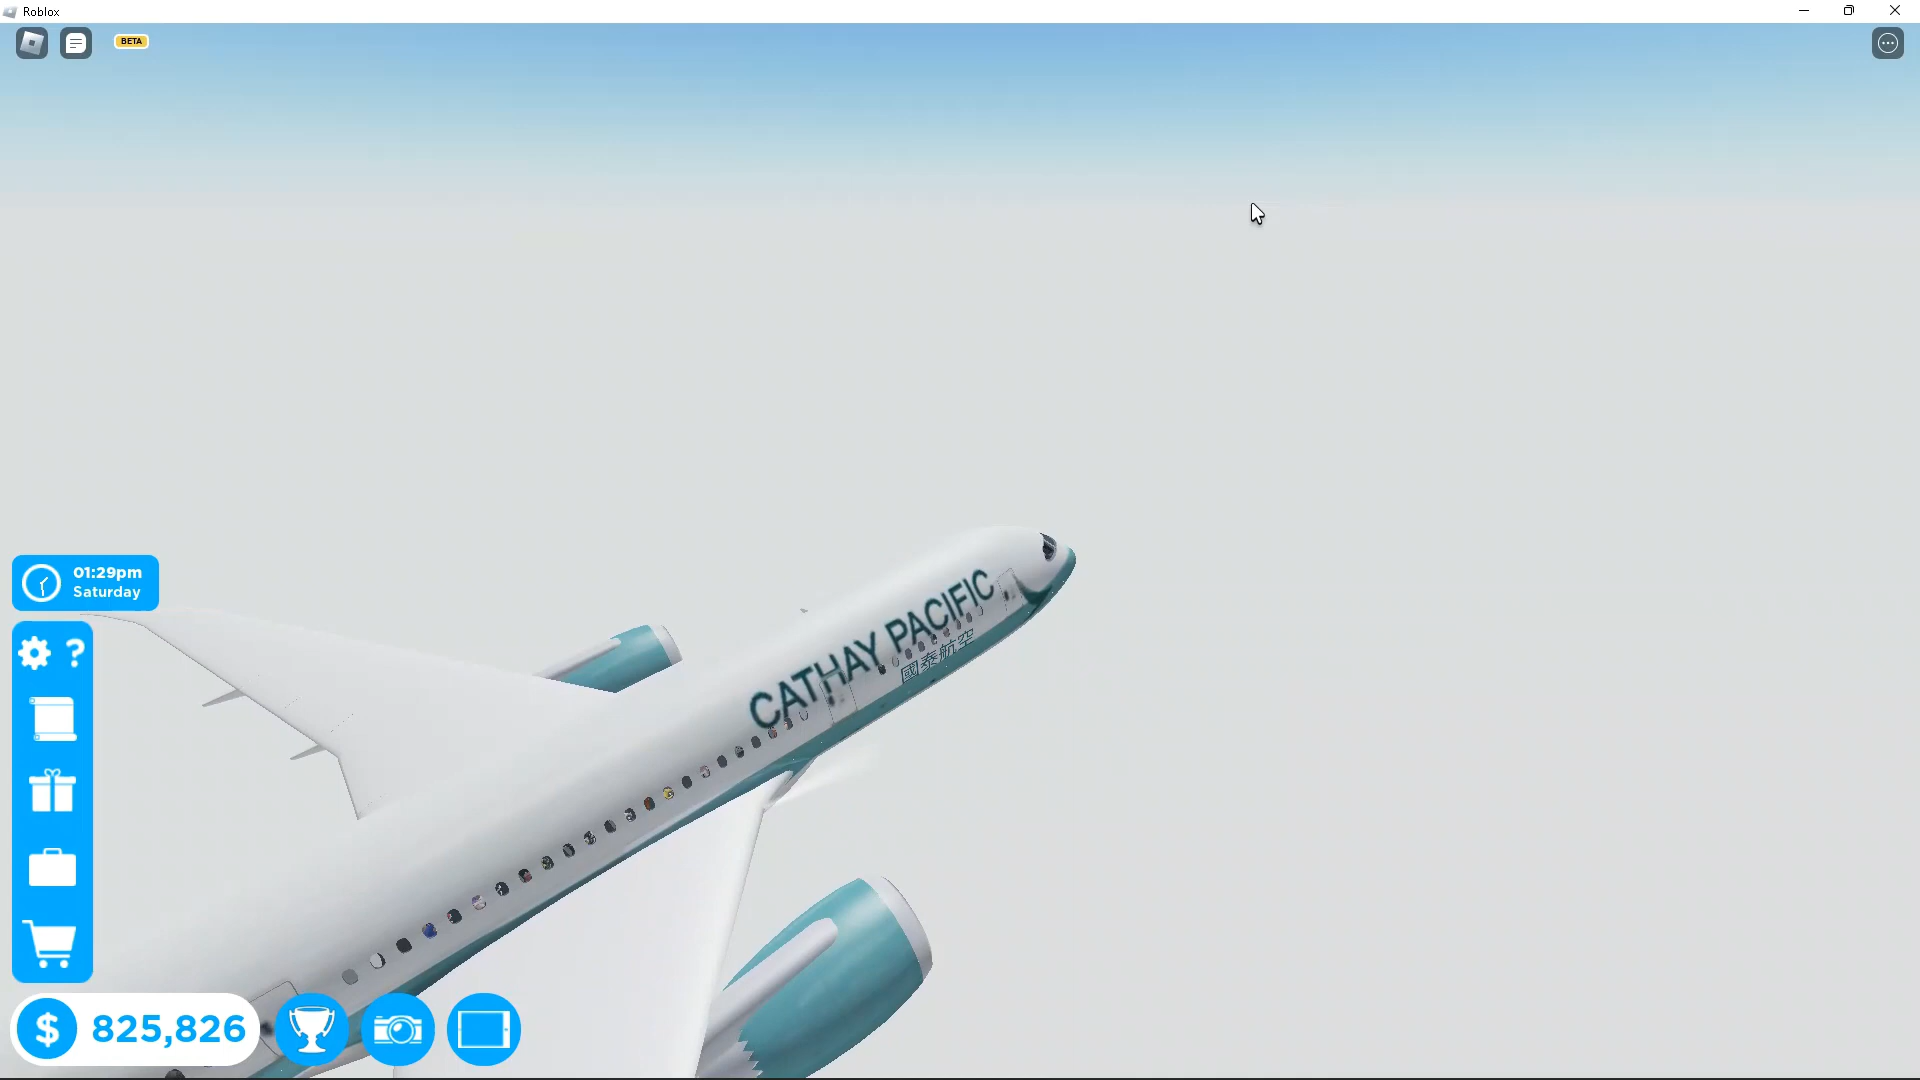 Roblox
BETA
01:29pm
Saturday
CATHAY PACIFIC
國泰航空
?
$ 825,826